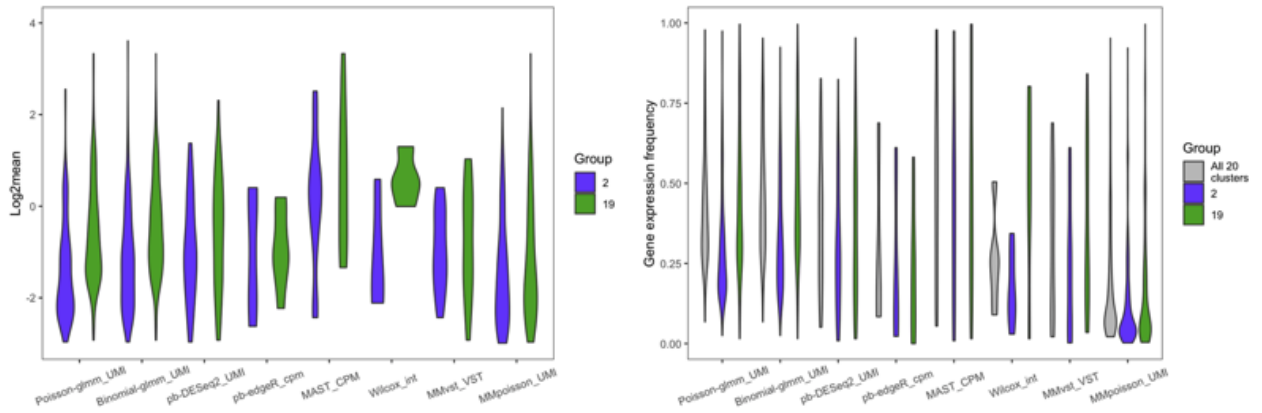 4
2
0
-2
Log2mean
Poisson-glmm_UMI
Binomial-glmm_UMI
pb-DESeq2_UMI
pb-edgeR_cpm
MAST_CPM
Wilcox_int
MMvst_VST
MMpoisson_UMI
Group
2
19
1.00
0.75
0.50
0.25
0.00
Gene expression frequency
Poisson-glmm_UMI
Binomial-glmm_UMI
pb-DESeq2_UMI
pb-edgeR_cpm
MAST_CPM
Wilcox_int
MMvst_VST
MMpoisson_UMI
Group
All 20
clusters
2
19